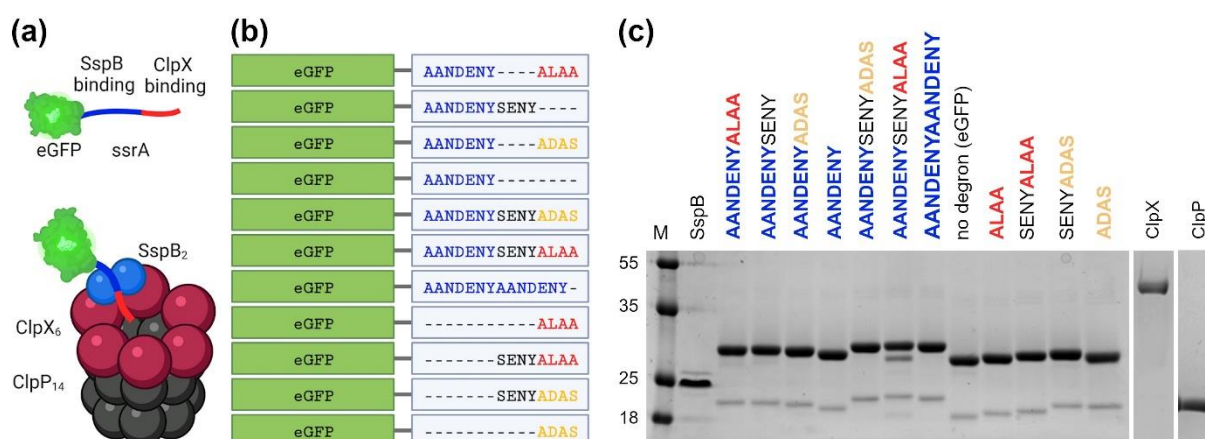 (a)
SspB
binding
ClpX
binding
eGFP
ssrA
SspB2
ClpX6
ClpP14
(b)
eGFP AANDENY----ALAA
eGFP AANDENYSENY----
eGFP AANDENY----ADAS
eGFP AANDENY--------
eGFP AANDENYSENYADAS
eGFP AANDENYSENYALAA
eGFP AANDENYAANDENY-
eGFP -----------ALAA
eGFP -------SENYALAA
eGFP -------SENYADAS
eGFP -----------ADAS
(c)
M
SspB
AANDENYALAA
AANDENYSENY
AANDENYADAS
AANDENY
AANDENYSENYADAS
AANDENYSENYALAA
AANDENYAANDENY
no degron (eGFP)
ALAA
SENYALAA
SENYADAS
ADAS
ClpX
ClpP
55
35
25
18